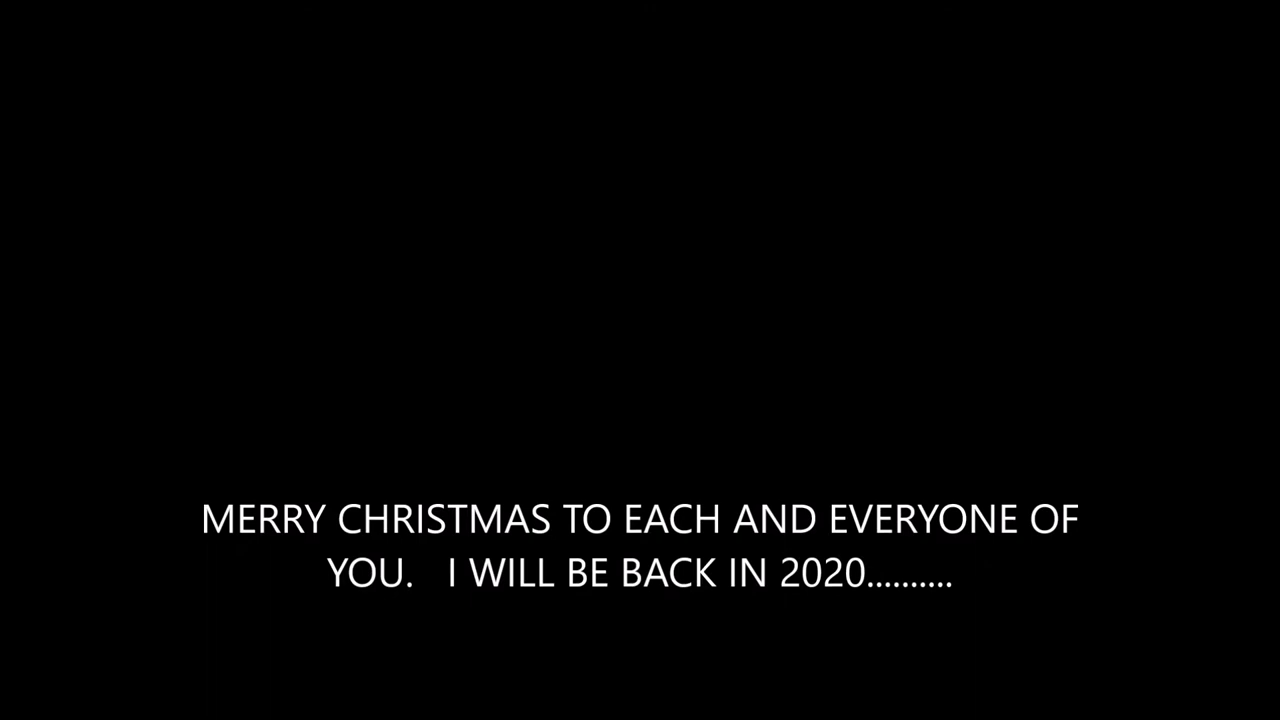 MERRY CHRISTMAS TO EACH AND EVERYONE OF
YOU.   I WILL BE BACK IN 2020..........